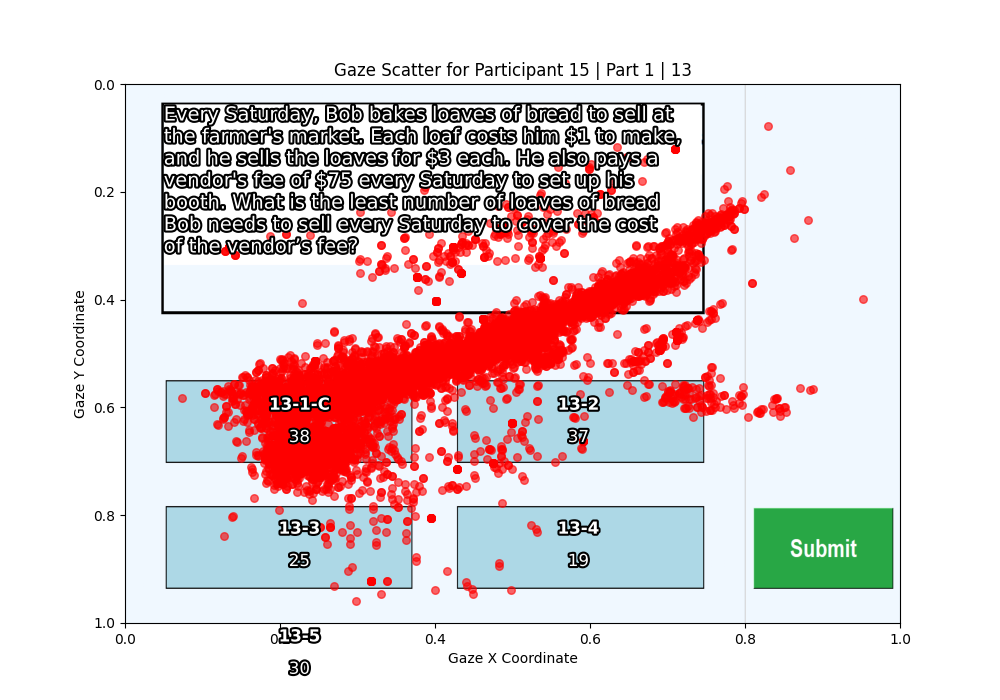 Gaze Scatter for Participant 15 | Part 1 | 13
Every Saturday, Bob bakes loaves of bread to sell at
the farmer's market. Each loaf costs him $1 to make,
and he sells the loaves for $3 each. He also pays a
vendor's fee of $75 every Saturday to set up his
booth. What is the least number of loaves of bread
Bob needs to sell every Saturday to cover the cost
of the vendor's fee?
13-1-C
38
13-2
37
13-3
25
13-4
19
Submit
13-5
30
0.0
0.2
0.4
0.6
0.8
1.0
Gaze Y Coordinate
0.0 0.2 0.4 0.6 0.8 1.0
Gaze X Coordinate